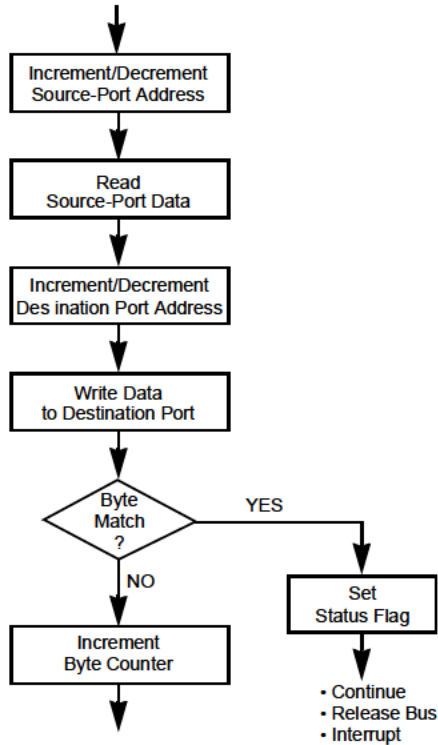 Increment/Decrement
Source-Port Address
Read
Source-Port Data
Increment/Decrement
Des ination Port Address
Write Data
to Destination Port
Byte
Match
?
YES
NO
Set
Status Flag
Increment
Byte Counter
• Continue
• Release Bus
• Interrupt